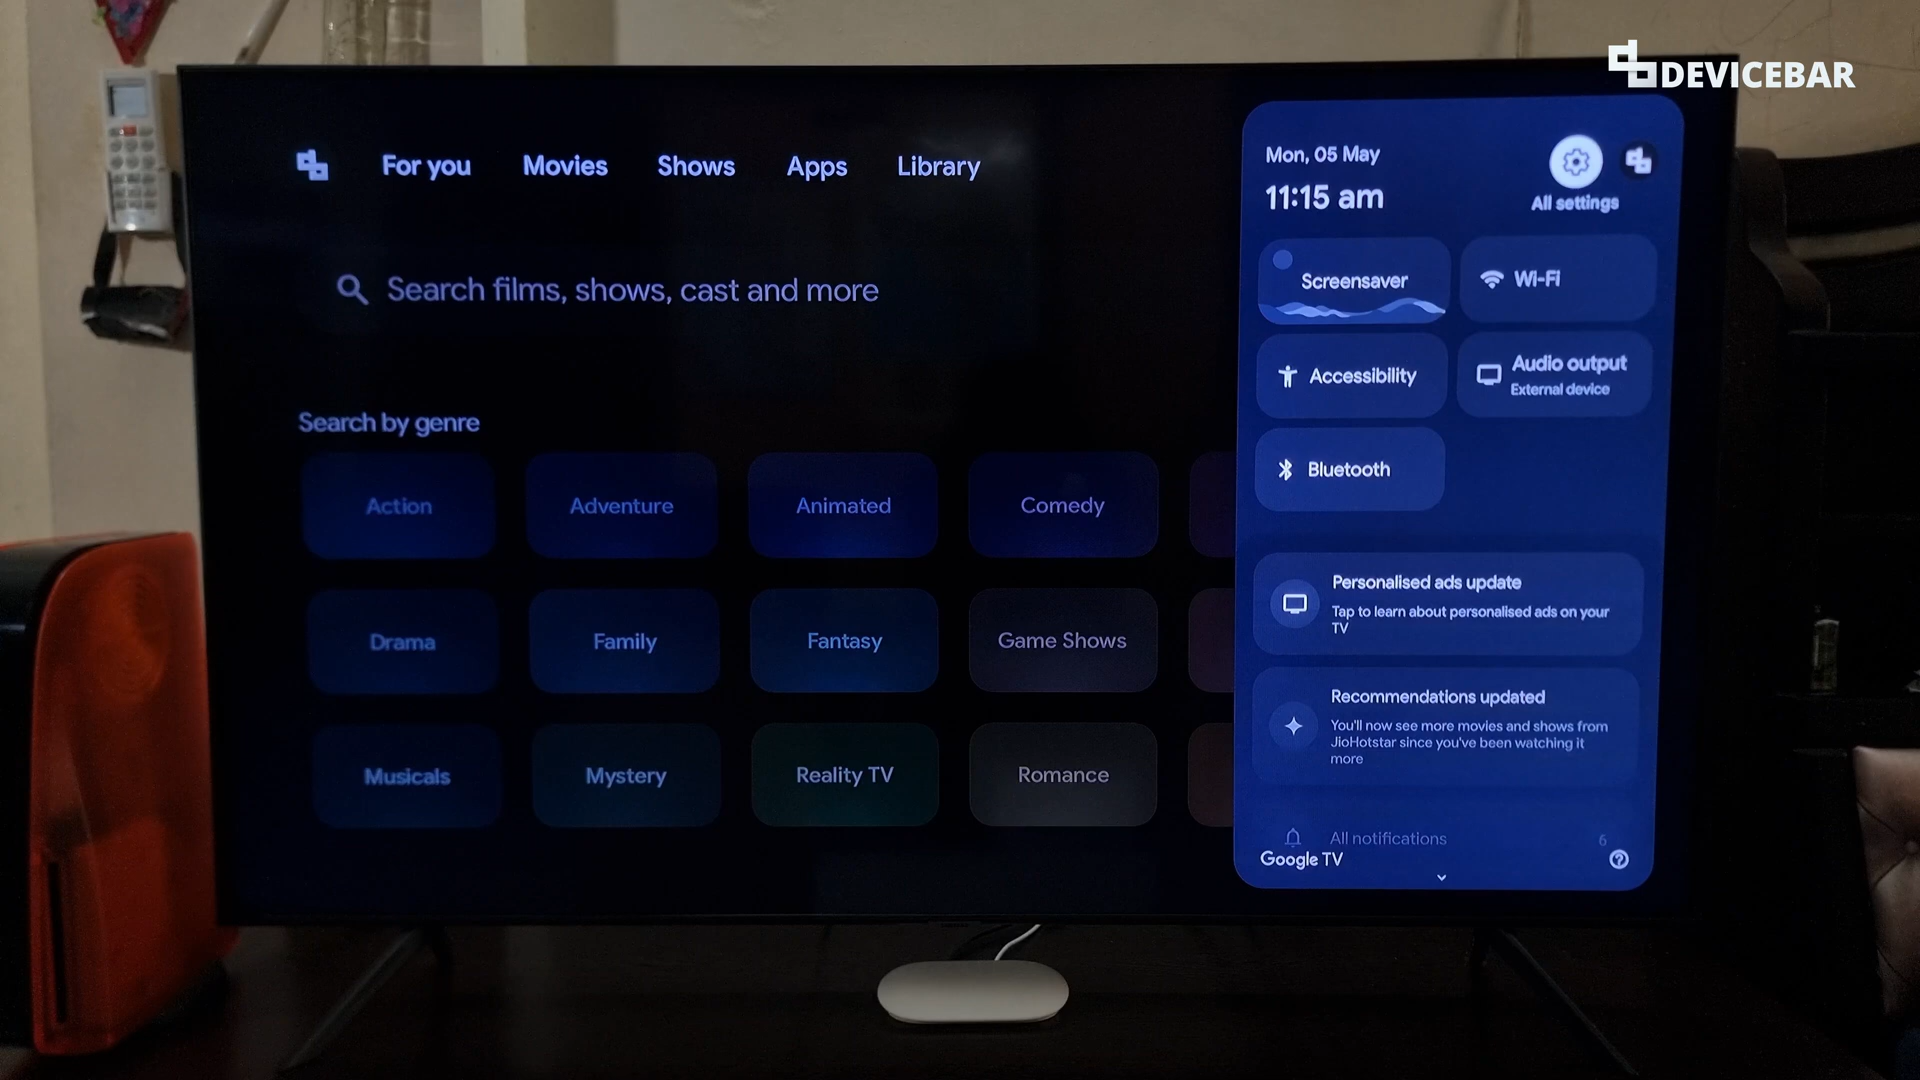 DEVICEBAR
For you Movies Shows Apps Library
Search films, shows, cast and more
Search by genre
Action Adventure Animated Comedy
Drama Family Fantasy Game Shows
Musicals Mystery Reality TV Romance
Mon, 05 May
11:15 am
All settings
Screensaver
Wi-Fi
Accessibility
Audio output
External device
Bluetooth
Personalised ads update
Tap to learn about personalised ads on your
TV
Recommendations updated
You'll now see more movies and shows from
JioHotstar since you've been watching it
more
All notifications 6
Google TV